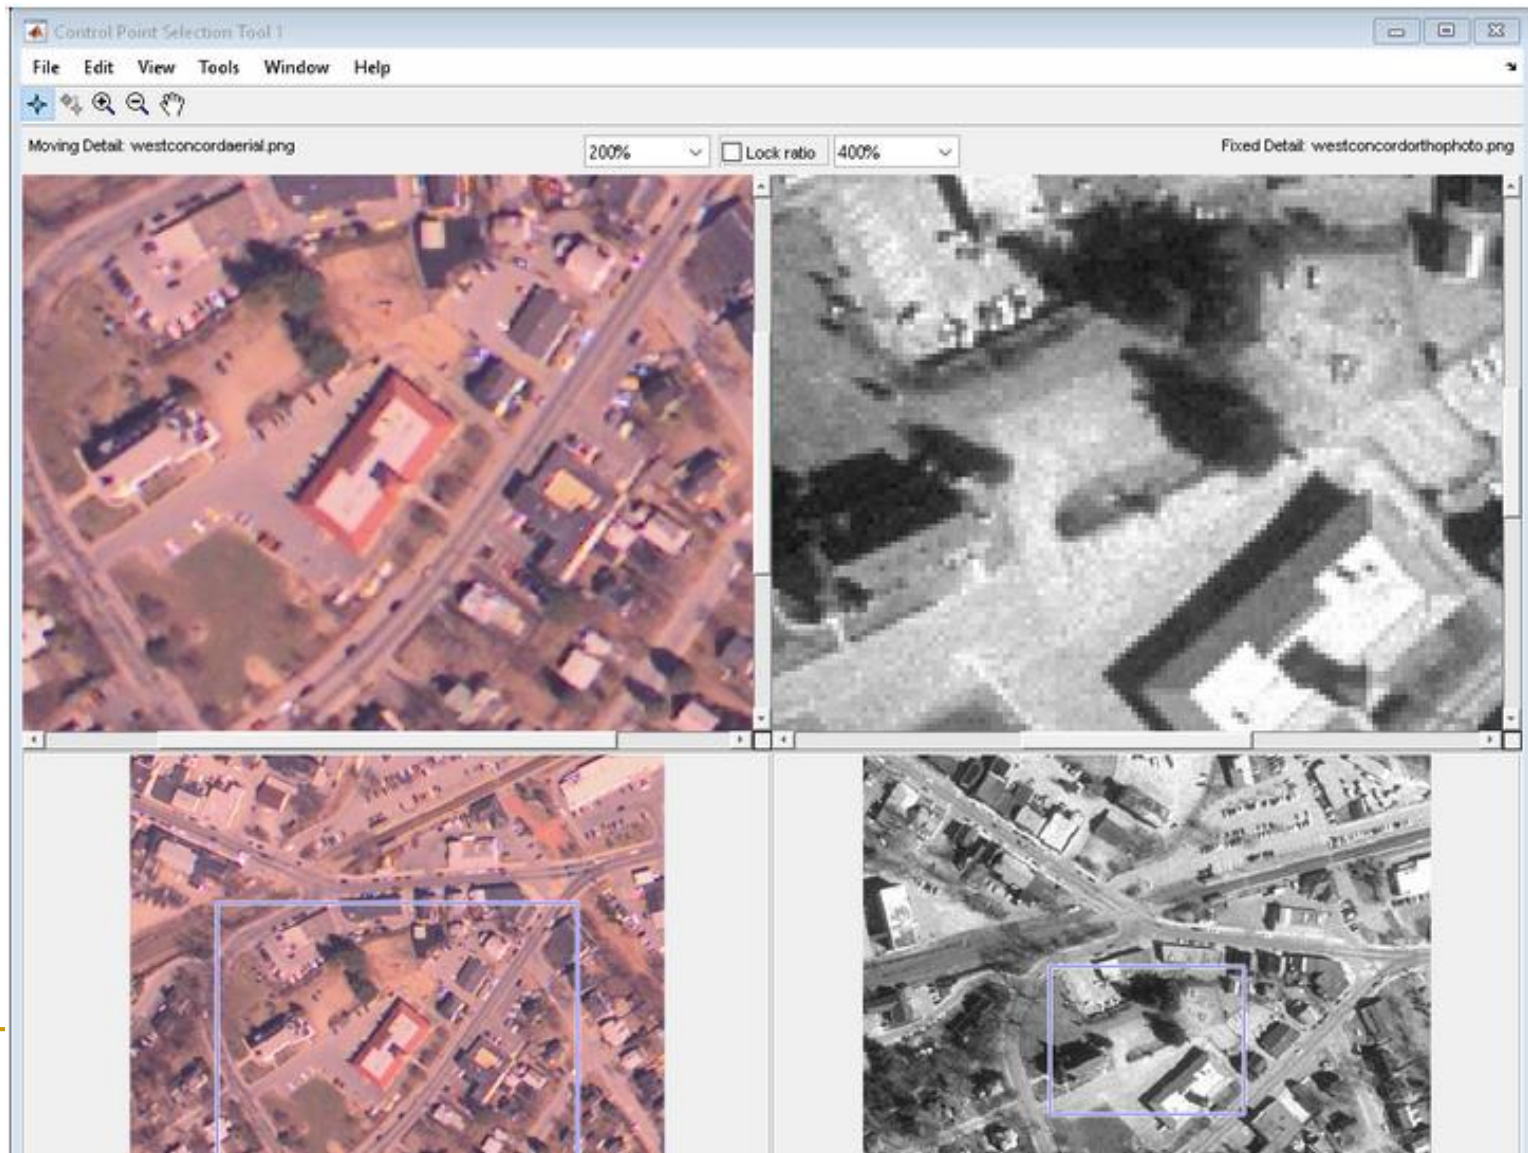 Control Point Selection Tool 1
File Edit View Tools Window Help
Moving Detail: westconcordaerial.png 200% Lock ratio 400% Fixed Detail: westconcordorthophoto.png